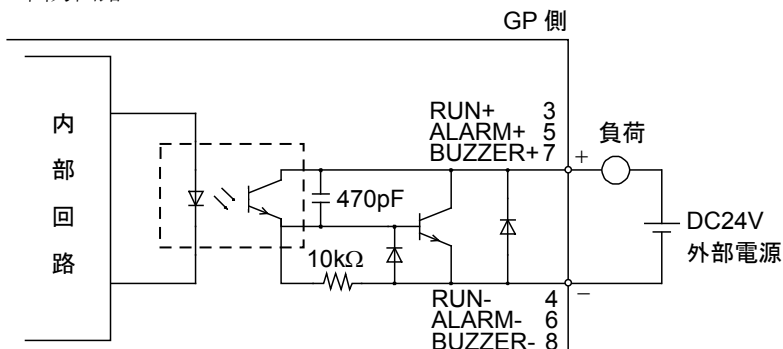 GP 側
内
部
回
路
RUN+ 3
ALARM+ 5
BUZZER+ 7
+
負荷
470pF
10kΩ
DC24V
外部電源
−
RUN- 4
ALARM- 6
BUZZER- 8